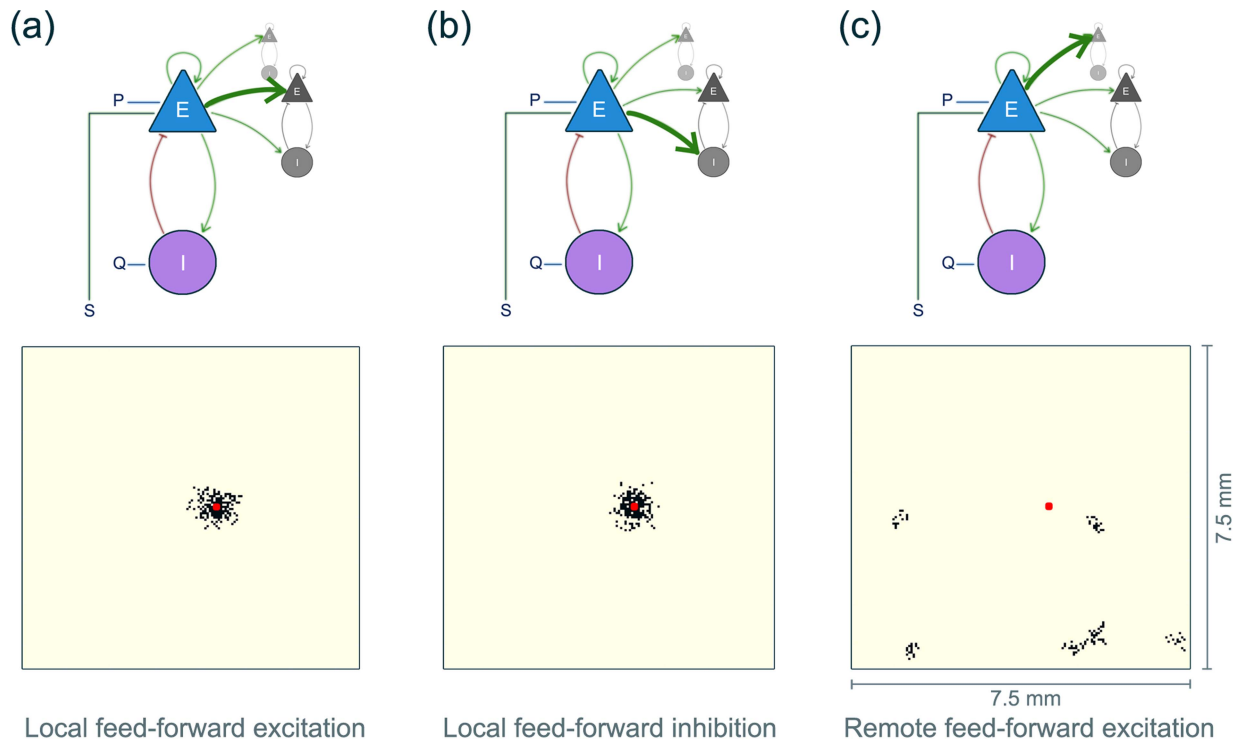 (a)
E
E
E
I
P
Q
I
S
(b)
E
E
E
I
P
Q
I
S
(c)
E
E
E
I
P
Q
I
S
7.5 mm
7.5 mm
Local feed-forward excitation
Local feed-forward inhibition
Remote feed-forward excitation